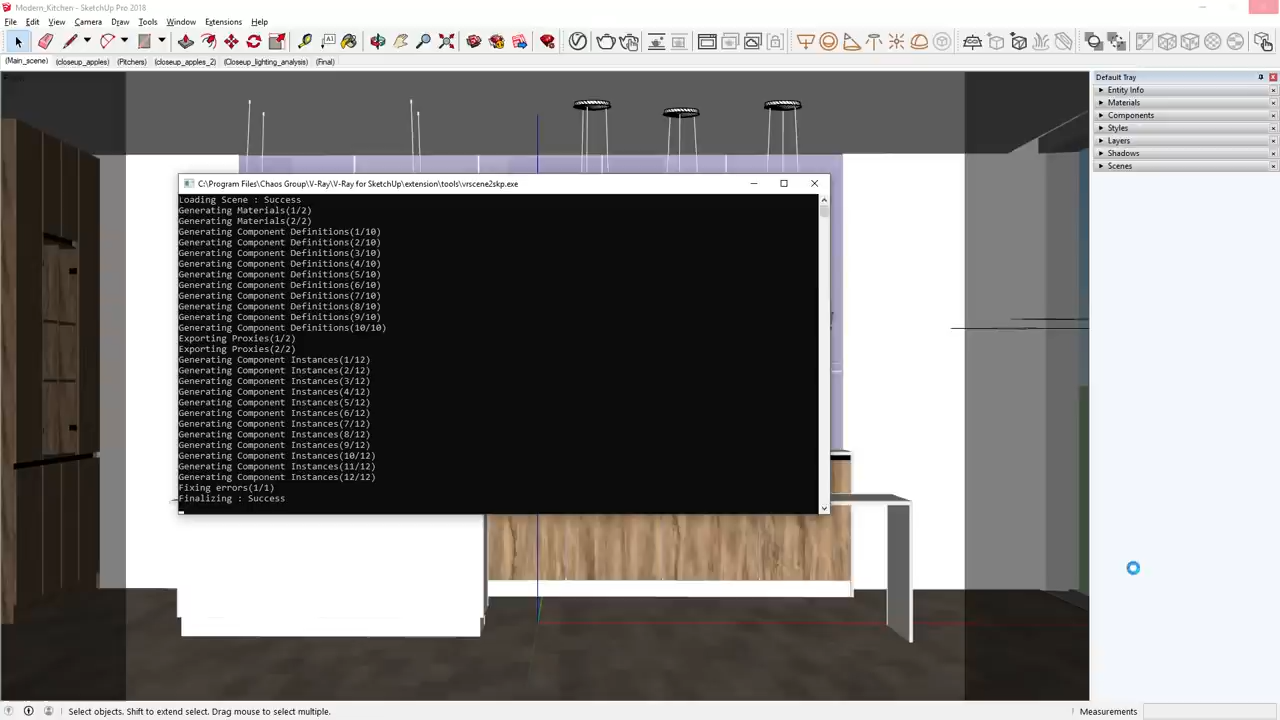 Modern_Kitchen - SketchUp Pro 2018
File Edit View Camera Draw Tools Window Extensions Help
(Main_scene) (closeup_apples) (Pitchers) (closeup_apples_2) (Closeup_lighting_analysis) (Final)
Default Tray
Entity Info
Materials
Components
Styles
Layers
Shadows
Scenes
C:\Program Files\Chaos Group\V-Ray\V-Ray for SketchUp\extension\tools\vrscene2skp.exe
Loading Scene : Success
Generating Materials(1/2)
Generating Materials(2/2)
Generating Component Definitions(1/10)
Generating Component Definitions(2/10)
Generating Component Definitions(3/10)
Generating Component Definitions(4/10)
Generating Component Definitions(5/10)
Generating Component Definitions(6/10)
Generating Component Definitions(7/10)
Generating Component Definitions(8/10)
Generating Component Definitions(9/10)
Generating Component Definitions(10/10)
Exporting Proxies(1/2)
Exporting Proxies(2/2)
Generating Component Instances(1/12)
Generating Component Instances(2/12)
Generating Component Instances(3/12)
Generating Component Instances(4/12)
Generating Component Instances(5/12)
Generating Component Instances(6/12)
Generating Component Instances(7/12)
Generating Component Instances(8/12)
Generating Component Instances(9/12)
Generating Component Instances(10/12)
Generating Component Instances(11/12)
Generating Component Instances(12/12)
Fixing errors(1/1)
Finalizing : Success
Select objects. Shift to extend select. Drag mouse to select multiple.
Measurements